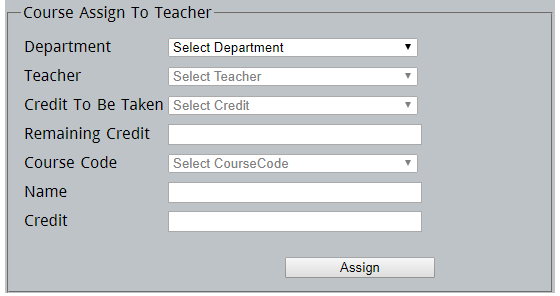 Course Assign To Teacher
Department Select Department
Teacher Select Teacher
Credit To Be Taken Select Credit
Remaining Credit
Course Code Select CourseCode
Name
Credit
Assign